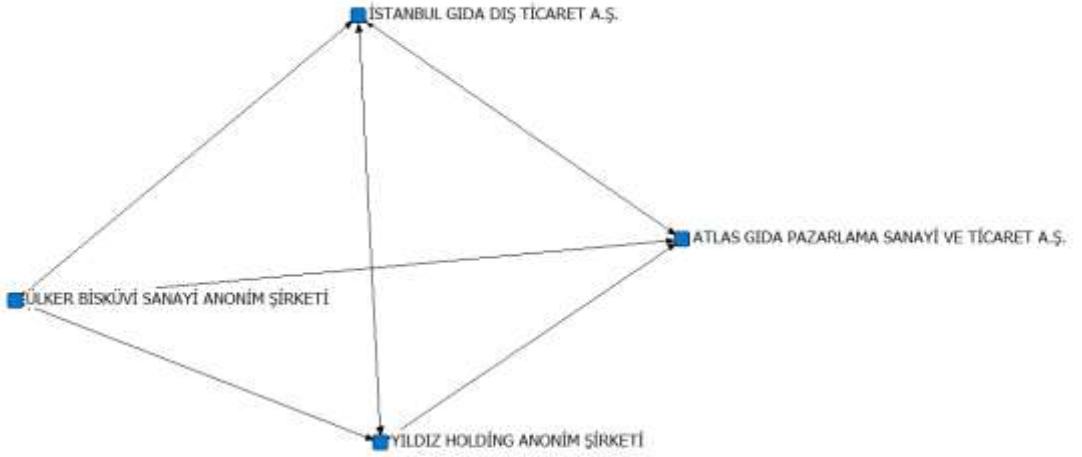 İSTANBUL GIDA DIŞ TİCARET A.Ş.
ATLAS GIDA PAZARLAMA SANAYİ VE TİCARET A.Ş.
ÜLKER BİSKÜVİ SANAYİ ANONİM ŞİRKETİ
YILDIZ HOLDİNG ANONİM ŞİRKETİ